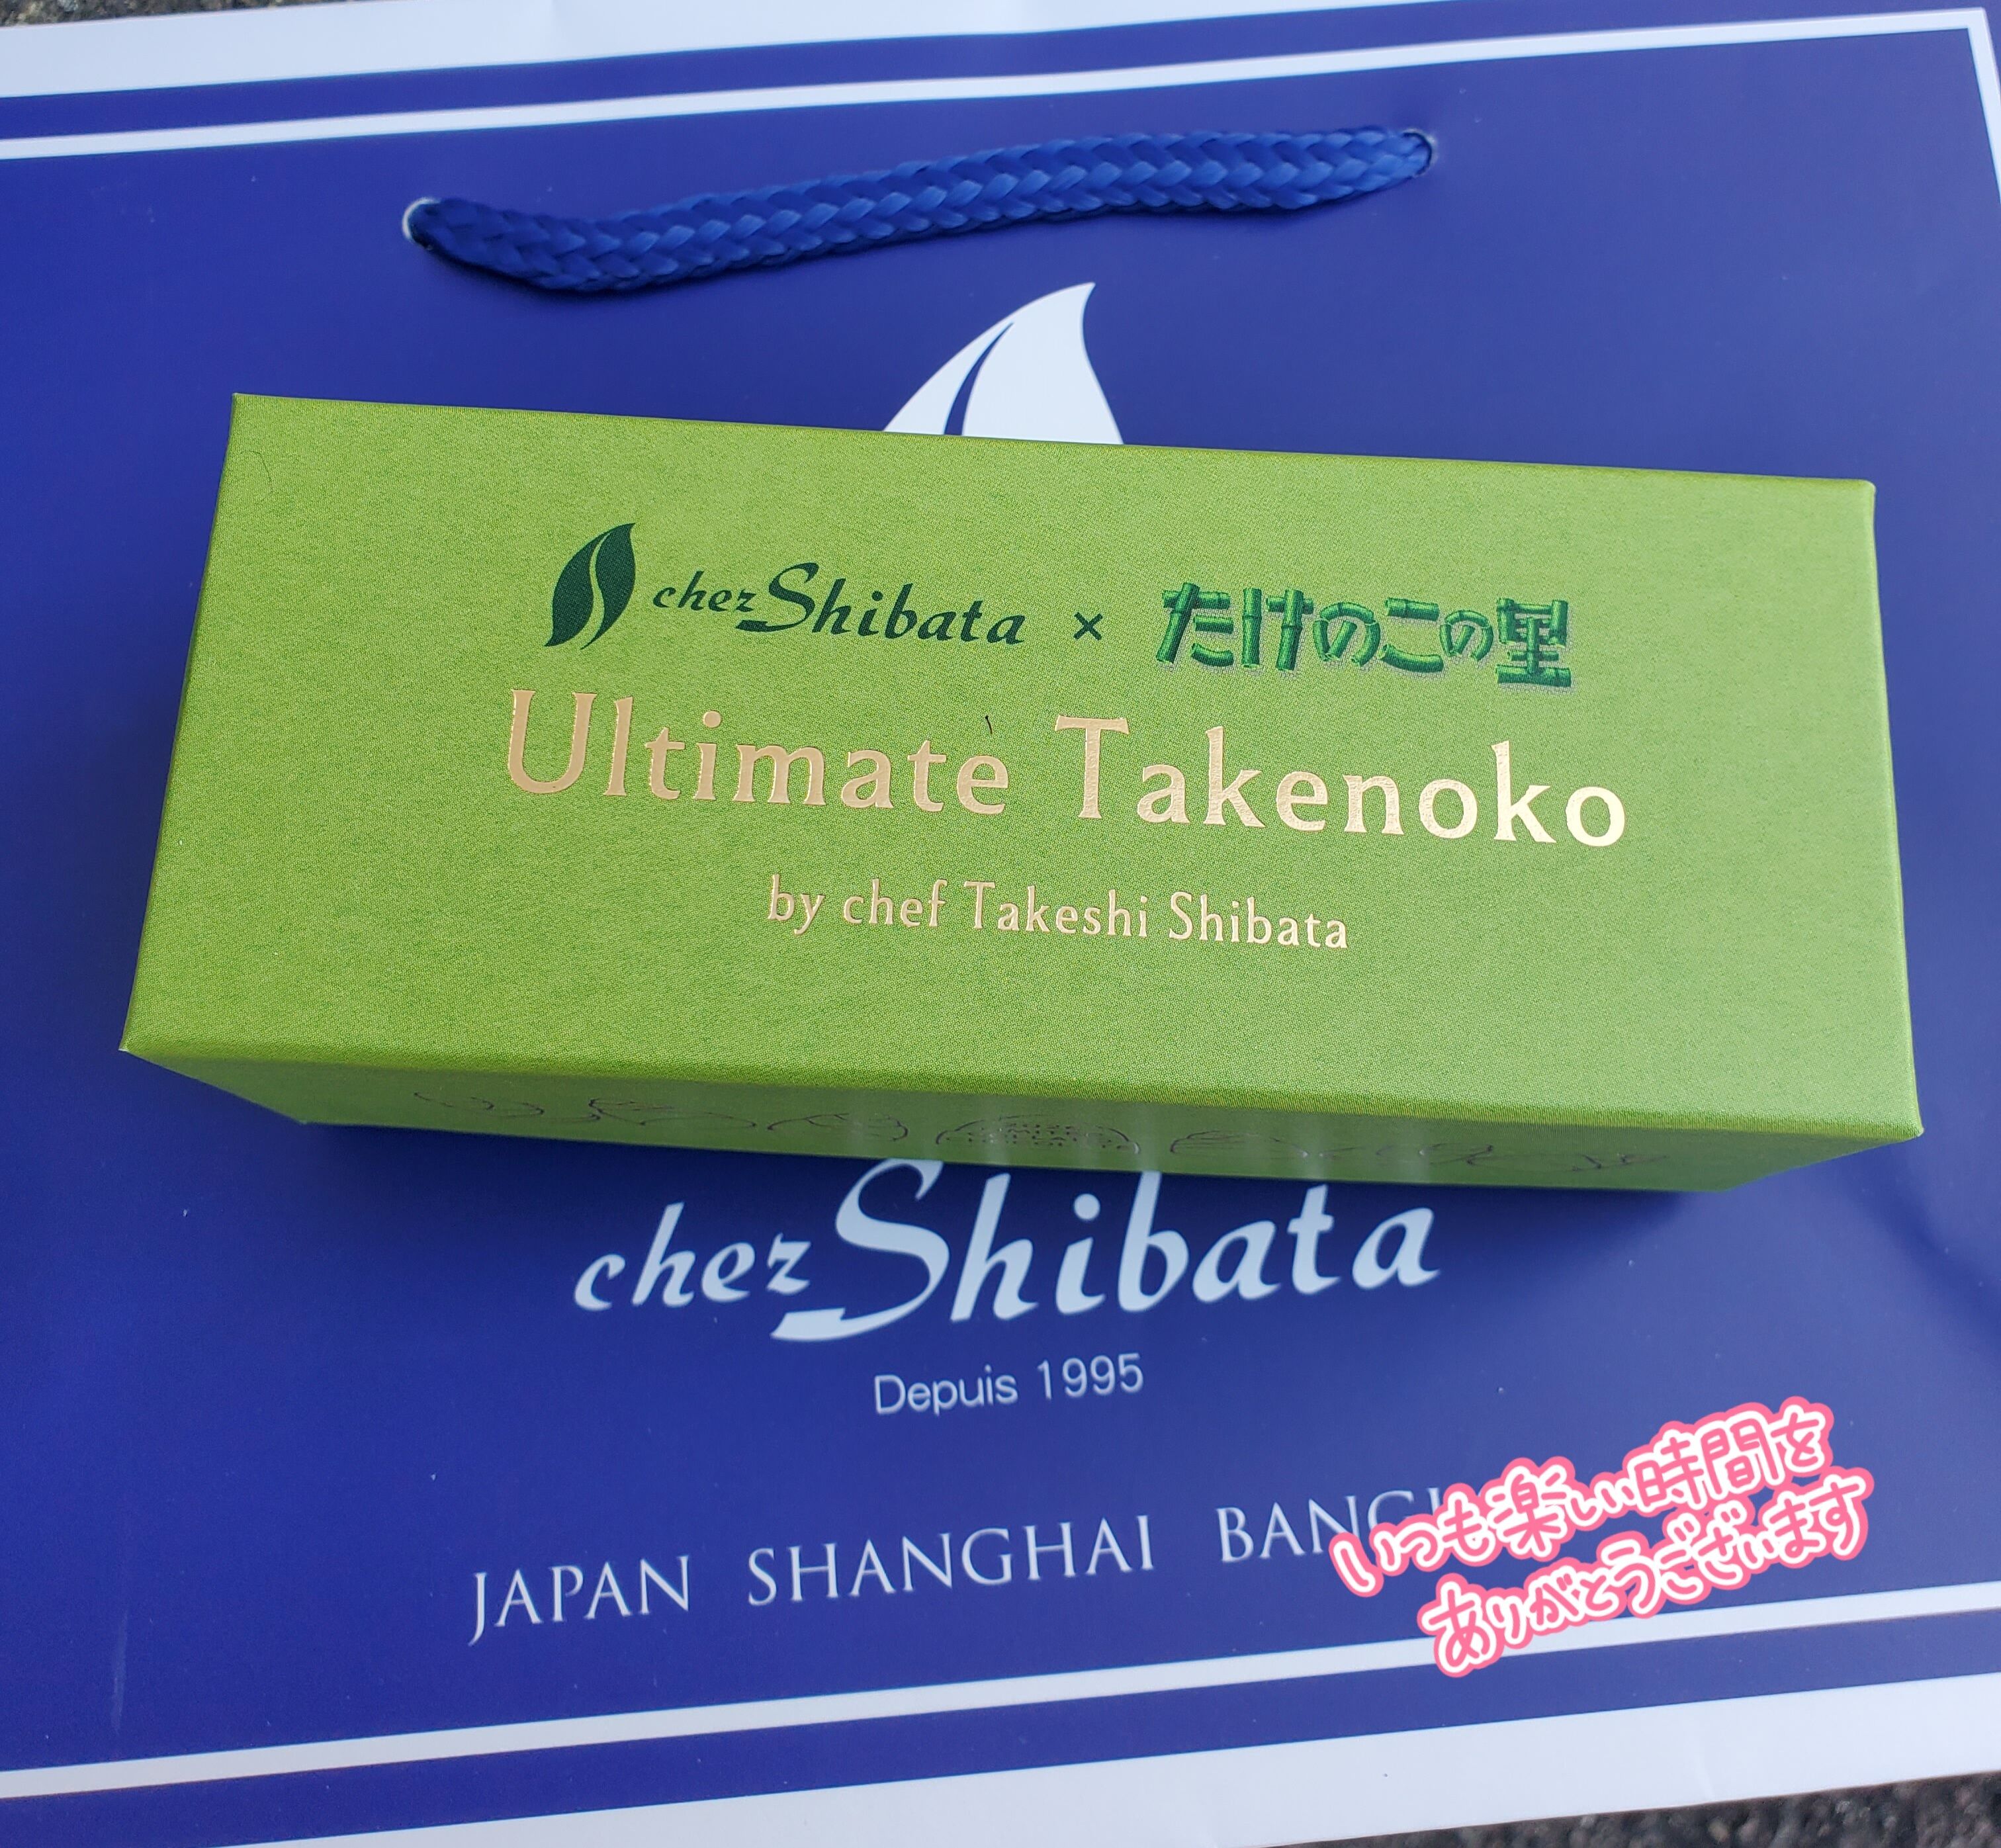 chez Shibata × たけのこの里
Ultimate Takenoko
by chef Takeshi Shibata
chez Shibata
Depuis 1995
JAPAN SHANGHAI
いつも楽しい時間を
ありがとうございます